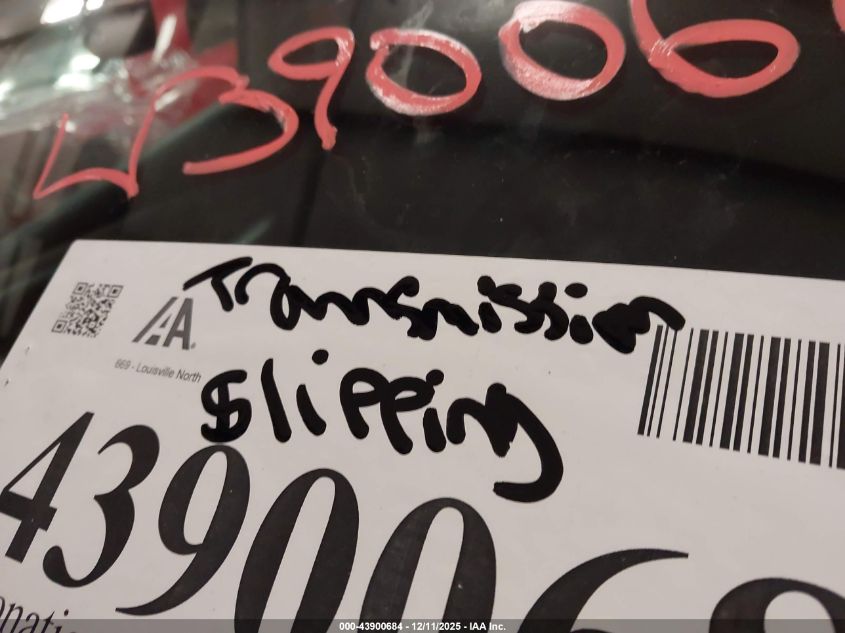 439006
Transmission
IAA
669 - Louisville North
Slipping
439006
000-43900684 - 12/11/2025 - IAA Inc.